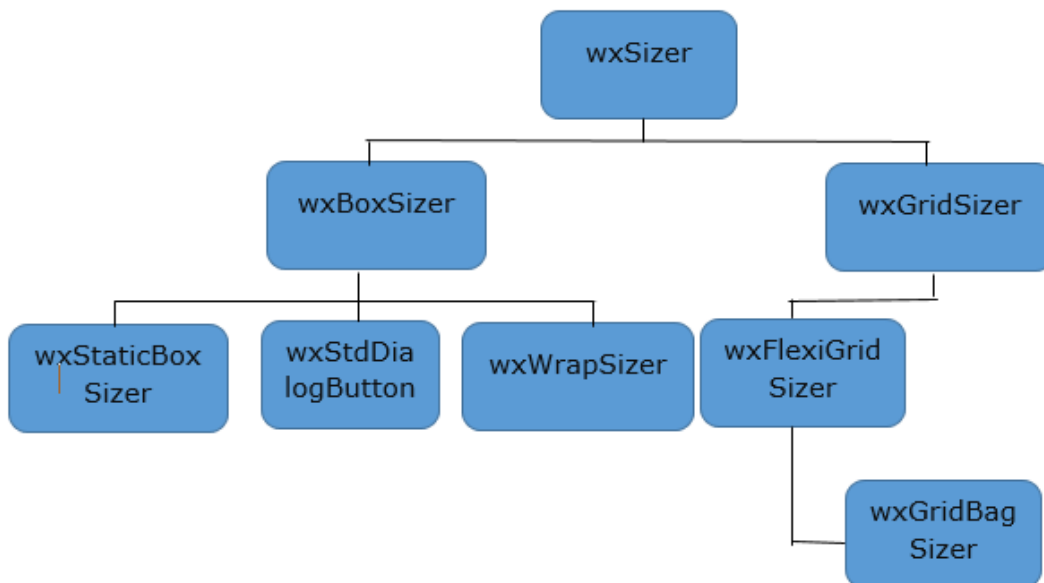 wxSizer
wxBoxSizer
wxGridSizer
wxStaticBox
Sizer
wxStdDia
logButton
wxWrapSizer
wxFlexiGrid
Sizer
wxGridBag
Sizer